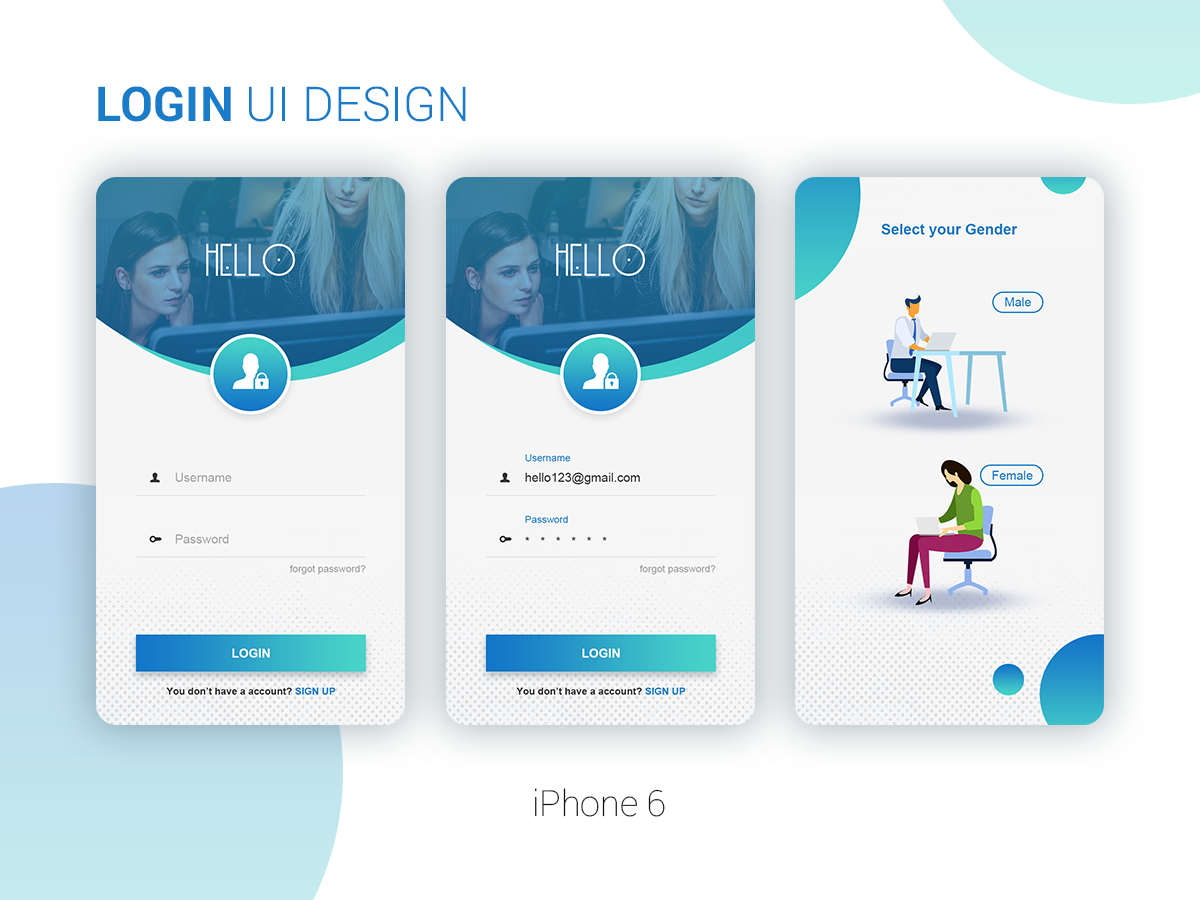 LOGIN UI DESIGN
HELLO
Username
Password
forgot password?
LOGIN
You don't have a account? SIGN UP
HELLO
Username
hello123@gmail.com
Password
* * * * * *
forgot password?
LOGIN
You don't have a account? SIGN UP
Select your Gender
Male
Female
iPhone 6